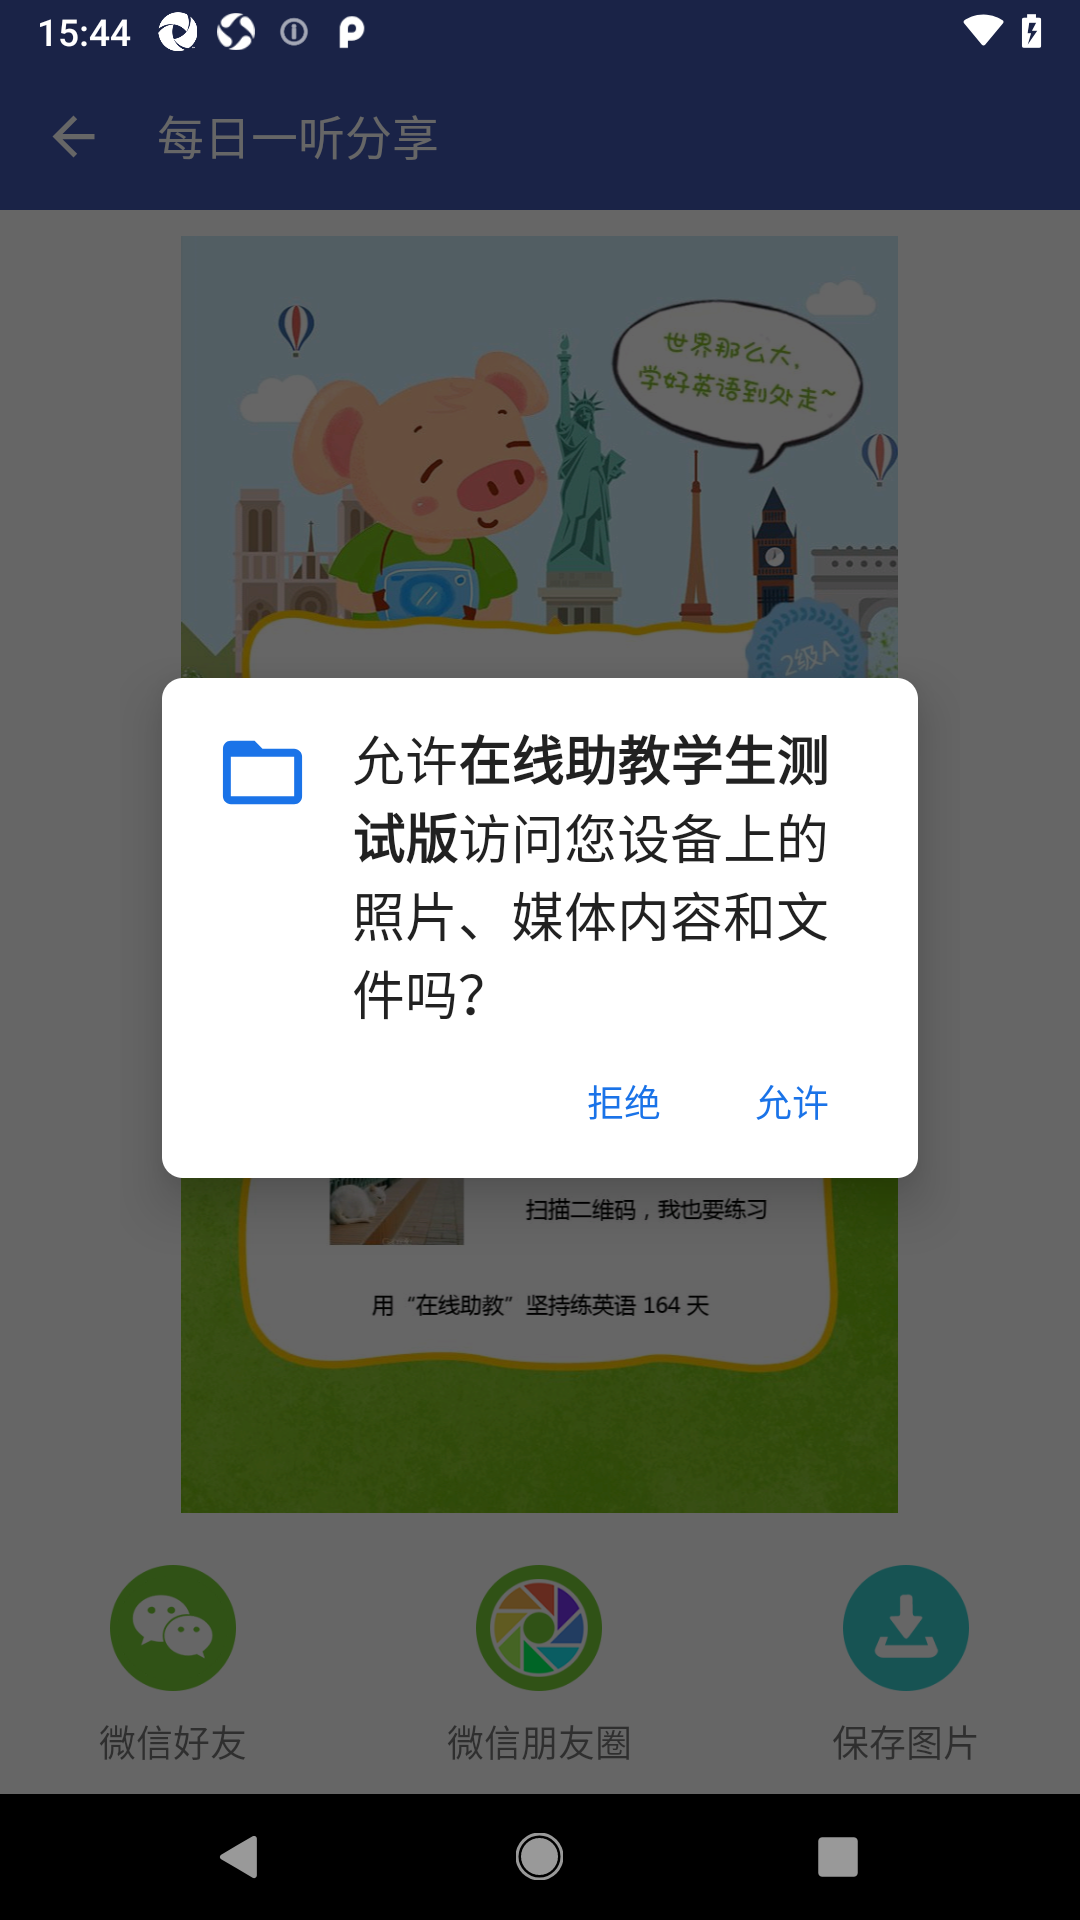 15:44
每日一听分享
世界那么大，
学好英语到处走~
2级A
允许在线助教学生测
试版访问您设备上的
照片、媒体内容和文
件吗？
拒绝
允许
扫描二维码，我也要练习
用“在线助教”坚持练英语 164 天
微信好友
微信朋友圈
保存图片